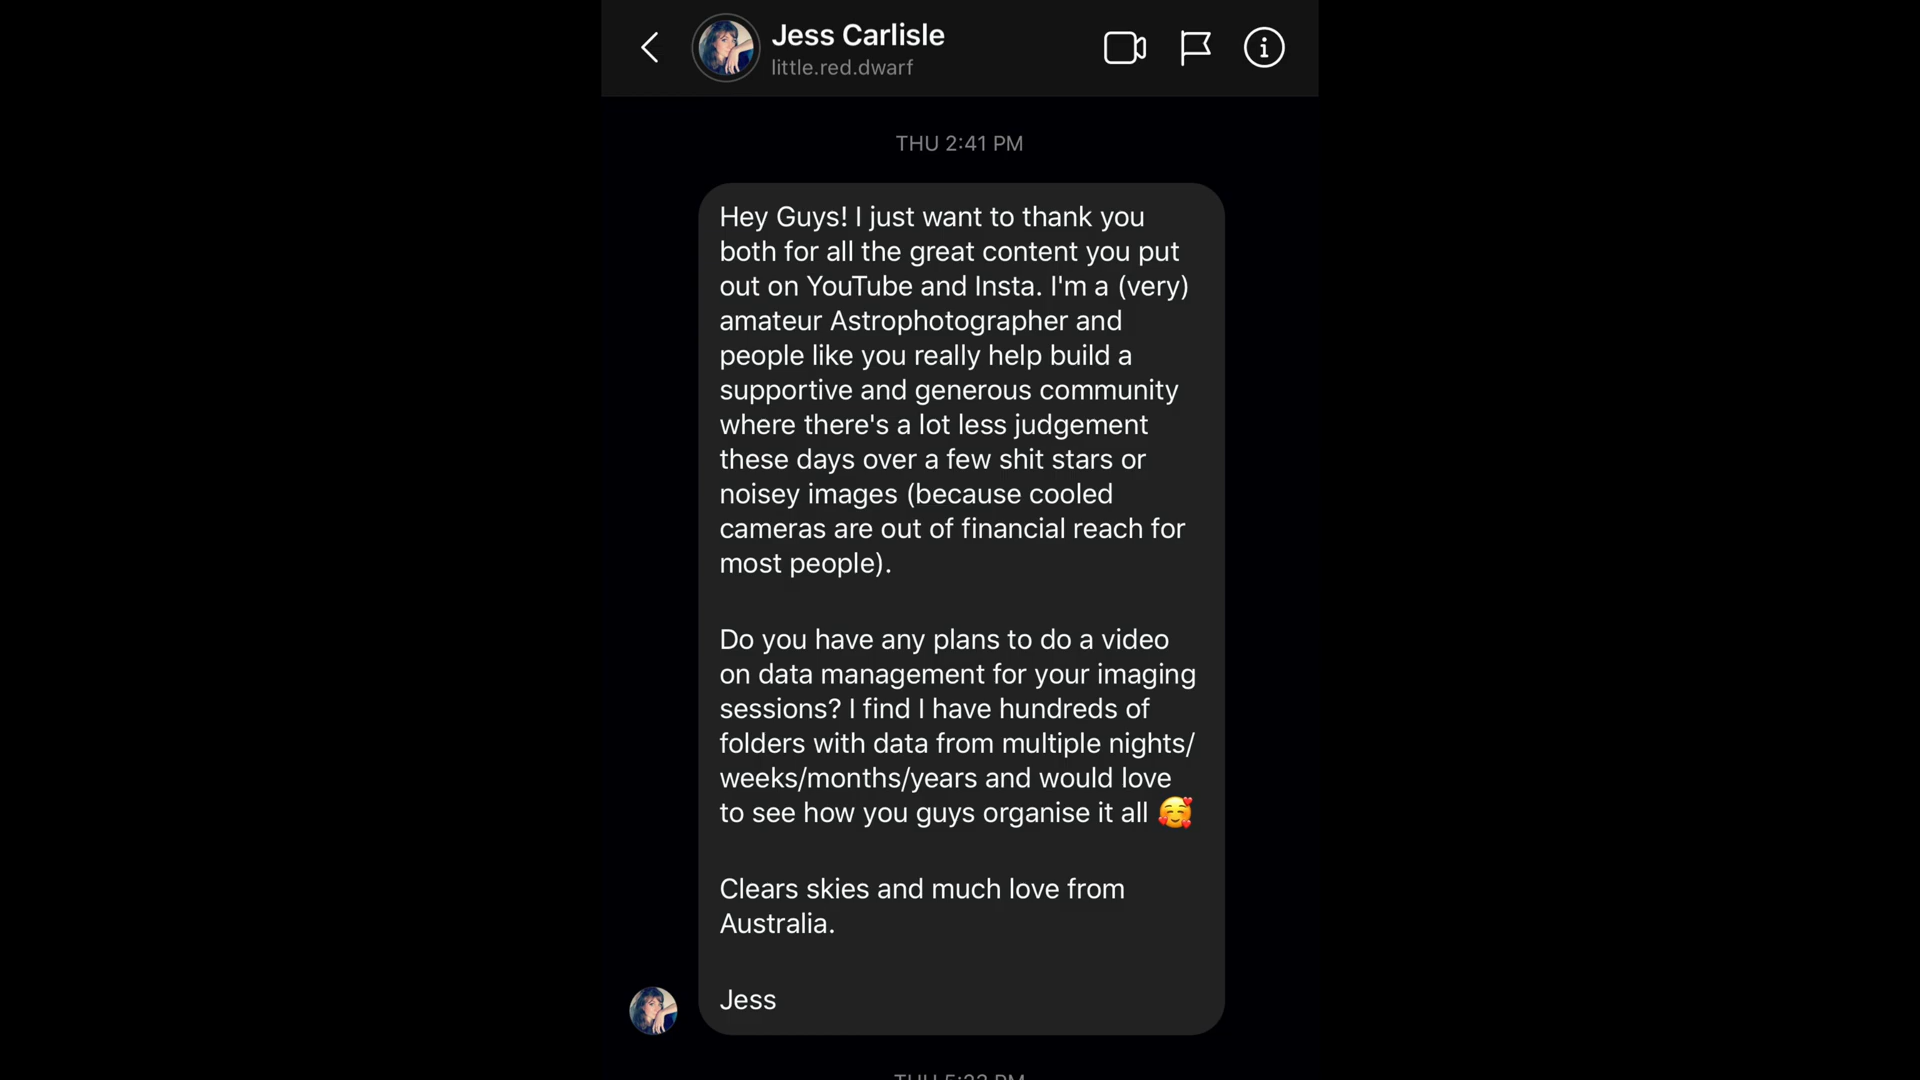 Jess Carlisle
little.red.dwarf
THU 2:41 PM
Hey Guys! I just want to thank you
both for all the great content you put
out on YouTube and Insta. I'm a (very)
amateur Astrophotographer and
people like you really help build a
supportive and generous community
where there's a lot less judgement
these days over a few shit stars or
noisey images (because cooled
cameras are out of financial reach for
most people).
Do you have any plans to do a video
on data management for your imaging
sessions? I find I have hundreds of
folders with data from multiple nights/
weeks/months/years and would love
to see how you guys organise it all 🥰
Clears skies and much love from
Australia.
Jess